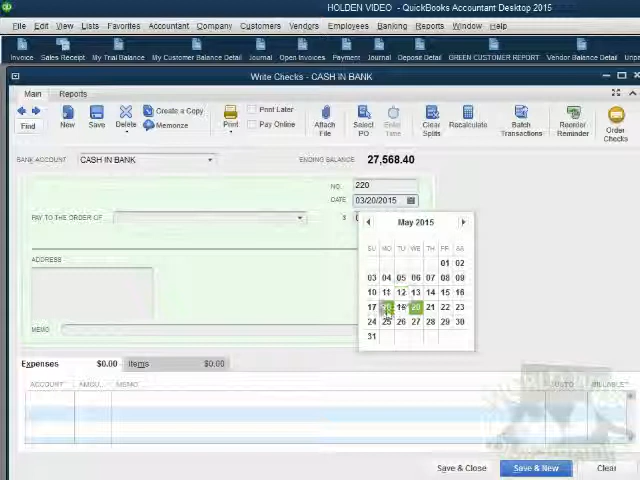 HOLDEN VIDEO - QuickBooks Accountant Desktop 2015
File Edit View Lists Favorites Accountant Company Customers Vendors Employees Banking Reports Window Help
Invoice Sales Receipt My Trial Balance My Customer Balance Detail Journal Open Invoices Payment Journal Deposit Detail GREEN CUSTOMER REPORT Vendor Balance Detail
Write Checks - CASH IN BANK
Main Reports
Find New Save Delete Create a Copy Memorize Print Print Later Pay Online Attach File Select PO Enter Time Clear Splits Recalculate Batch Transactions Reorder Reminder Order Checks
BANK ACCOUNT CASH IN BANK ENDING BALANCE 27,568.40
NO. 220
DATE 03/20/2015
PAY TO THE ORDER OF $
May 2015
SU MO TU WE TH FR SA
01 02
03 04 05 06 07 08 09
10 11 12 13 14 15 16
17 18 19 20 21 22 23
24 25 26 27 28 29 30
31
ADDRESS
MEMO
Expenses $0.00 Items $0.00
ACCOUNT AMOU... MEMO CUSTO... BILLABLE?
Save & Close Save & New Clear